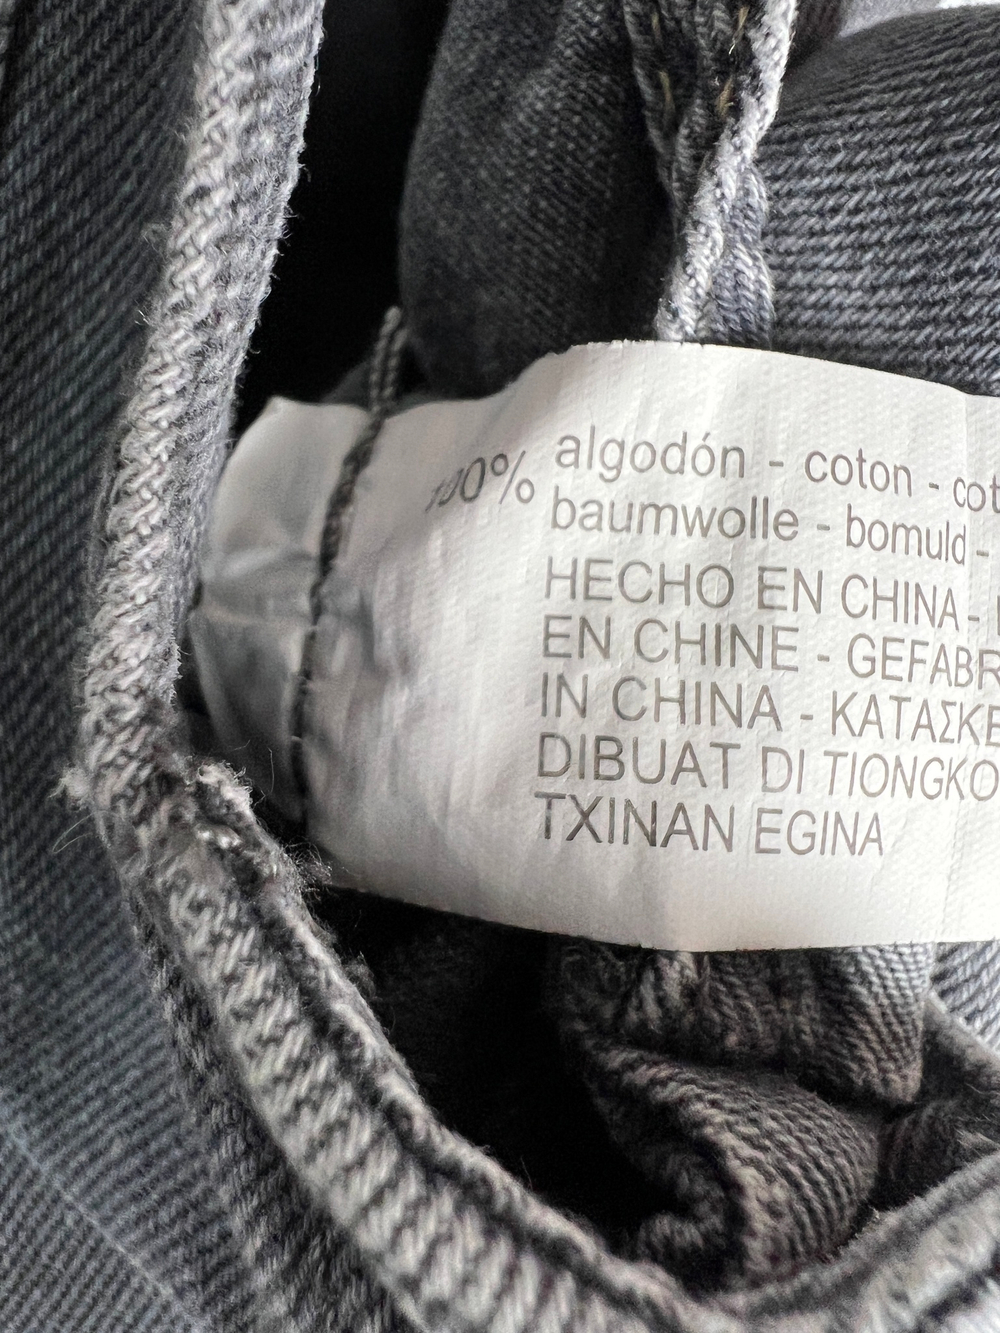 100% algodón - coton - cot
baumwolle - bomuld -
HECHO EN CHINA -
EN CHINE - GEFABR
IN CHINA - ΚΑΤΑΣΚΕ
DIBUAT DI TIONGKO
TXINAN EGINA